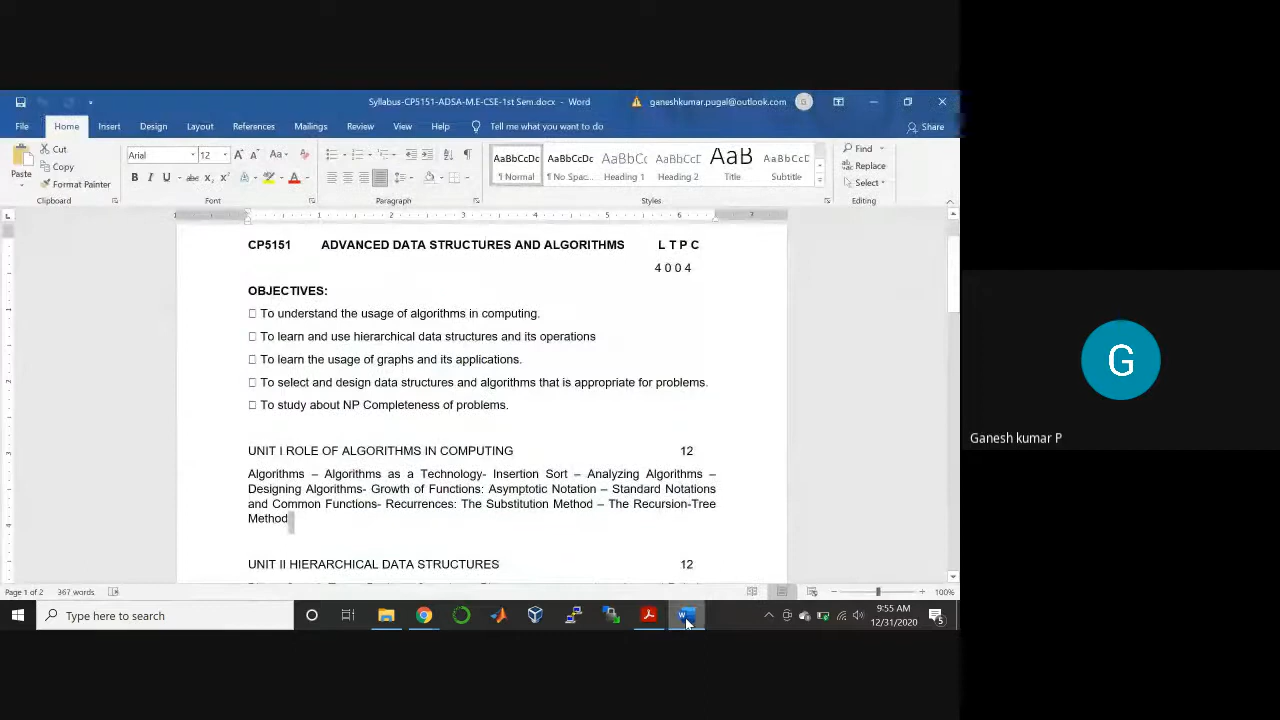 Syllabus-CP5151-ADSA-M.E-CSE-1st Sem.docx - Word
ganeshkumar.pugal@outlook.com
File Home Insert Design Layout References Mailings Review View Help Tell me what you want to do Share
Cut
Copy
Format Painter
Paste
Clipboard
Arial 12
Font
Paragraph
AaBbCcDc AaBbCcDc AaBbCc AaBbCcD AaB AaBbCcD
¶ Normal ¶ No Spac... Heading 1 Heading 2 Title Subtitle
Styles
Find
Replace
Select
Editing
CP5151 ADVANCED DATA STRUCTURES AND ALGORITHMS L T P C
4 0 0 4
OBJECTIVES:
□ To understand the usage of algorithms in computing.
□ To learn and use hierarchical data structures and its operations
□ To learn the usage of graphs and its applications.
□ To select and design data structures and algorithms that is appropriate for problems.
□ To study about NP Completeness of problems.
UNIT I ROLE OF ALGORITHMS IN COMPUTING 12
Algorithms – Algorithms as a Technology- Insertion Sort – Analyzing Algorithms –
Designing Algorithms- Growth of Functions: Asymptotic Notation – Standard Notations
and Common Functions- Recurrences: The Substitution Method – The Recursion-Tree
Method
UNIT II HIERARCHICAL DATA STRUCTURES 12
Page 1 of 2 367 words 100%
Type here to search
9:55 AM
12/31/2020
5
G
Ganesh kumar P